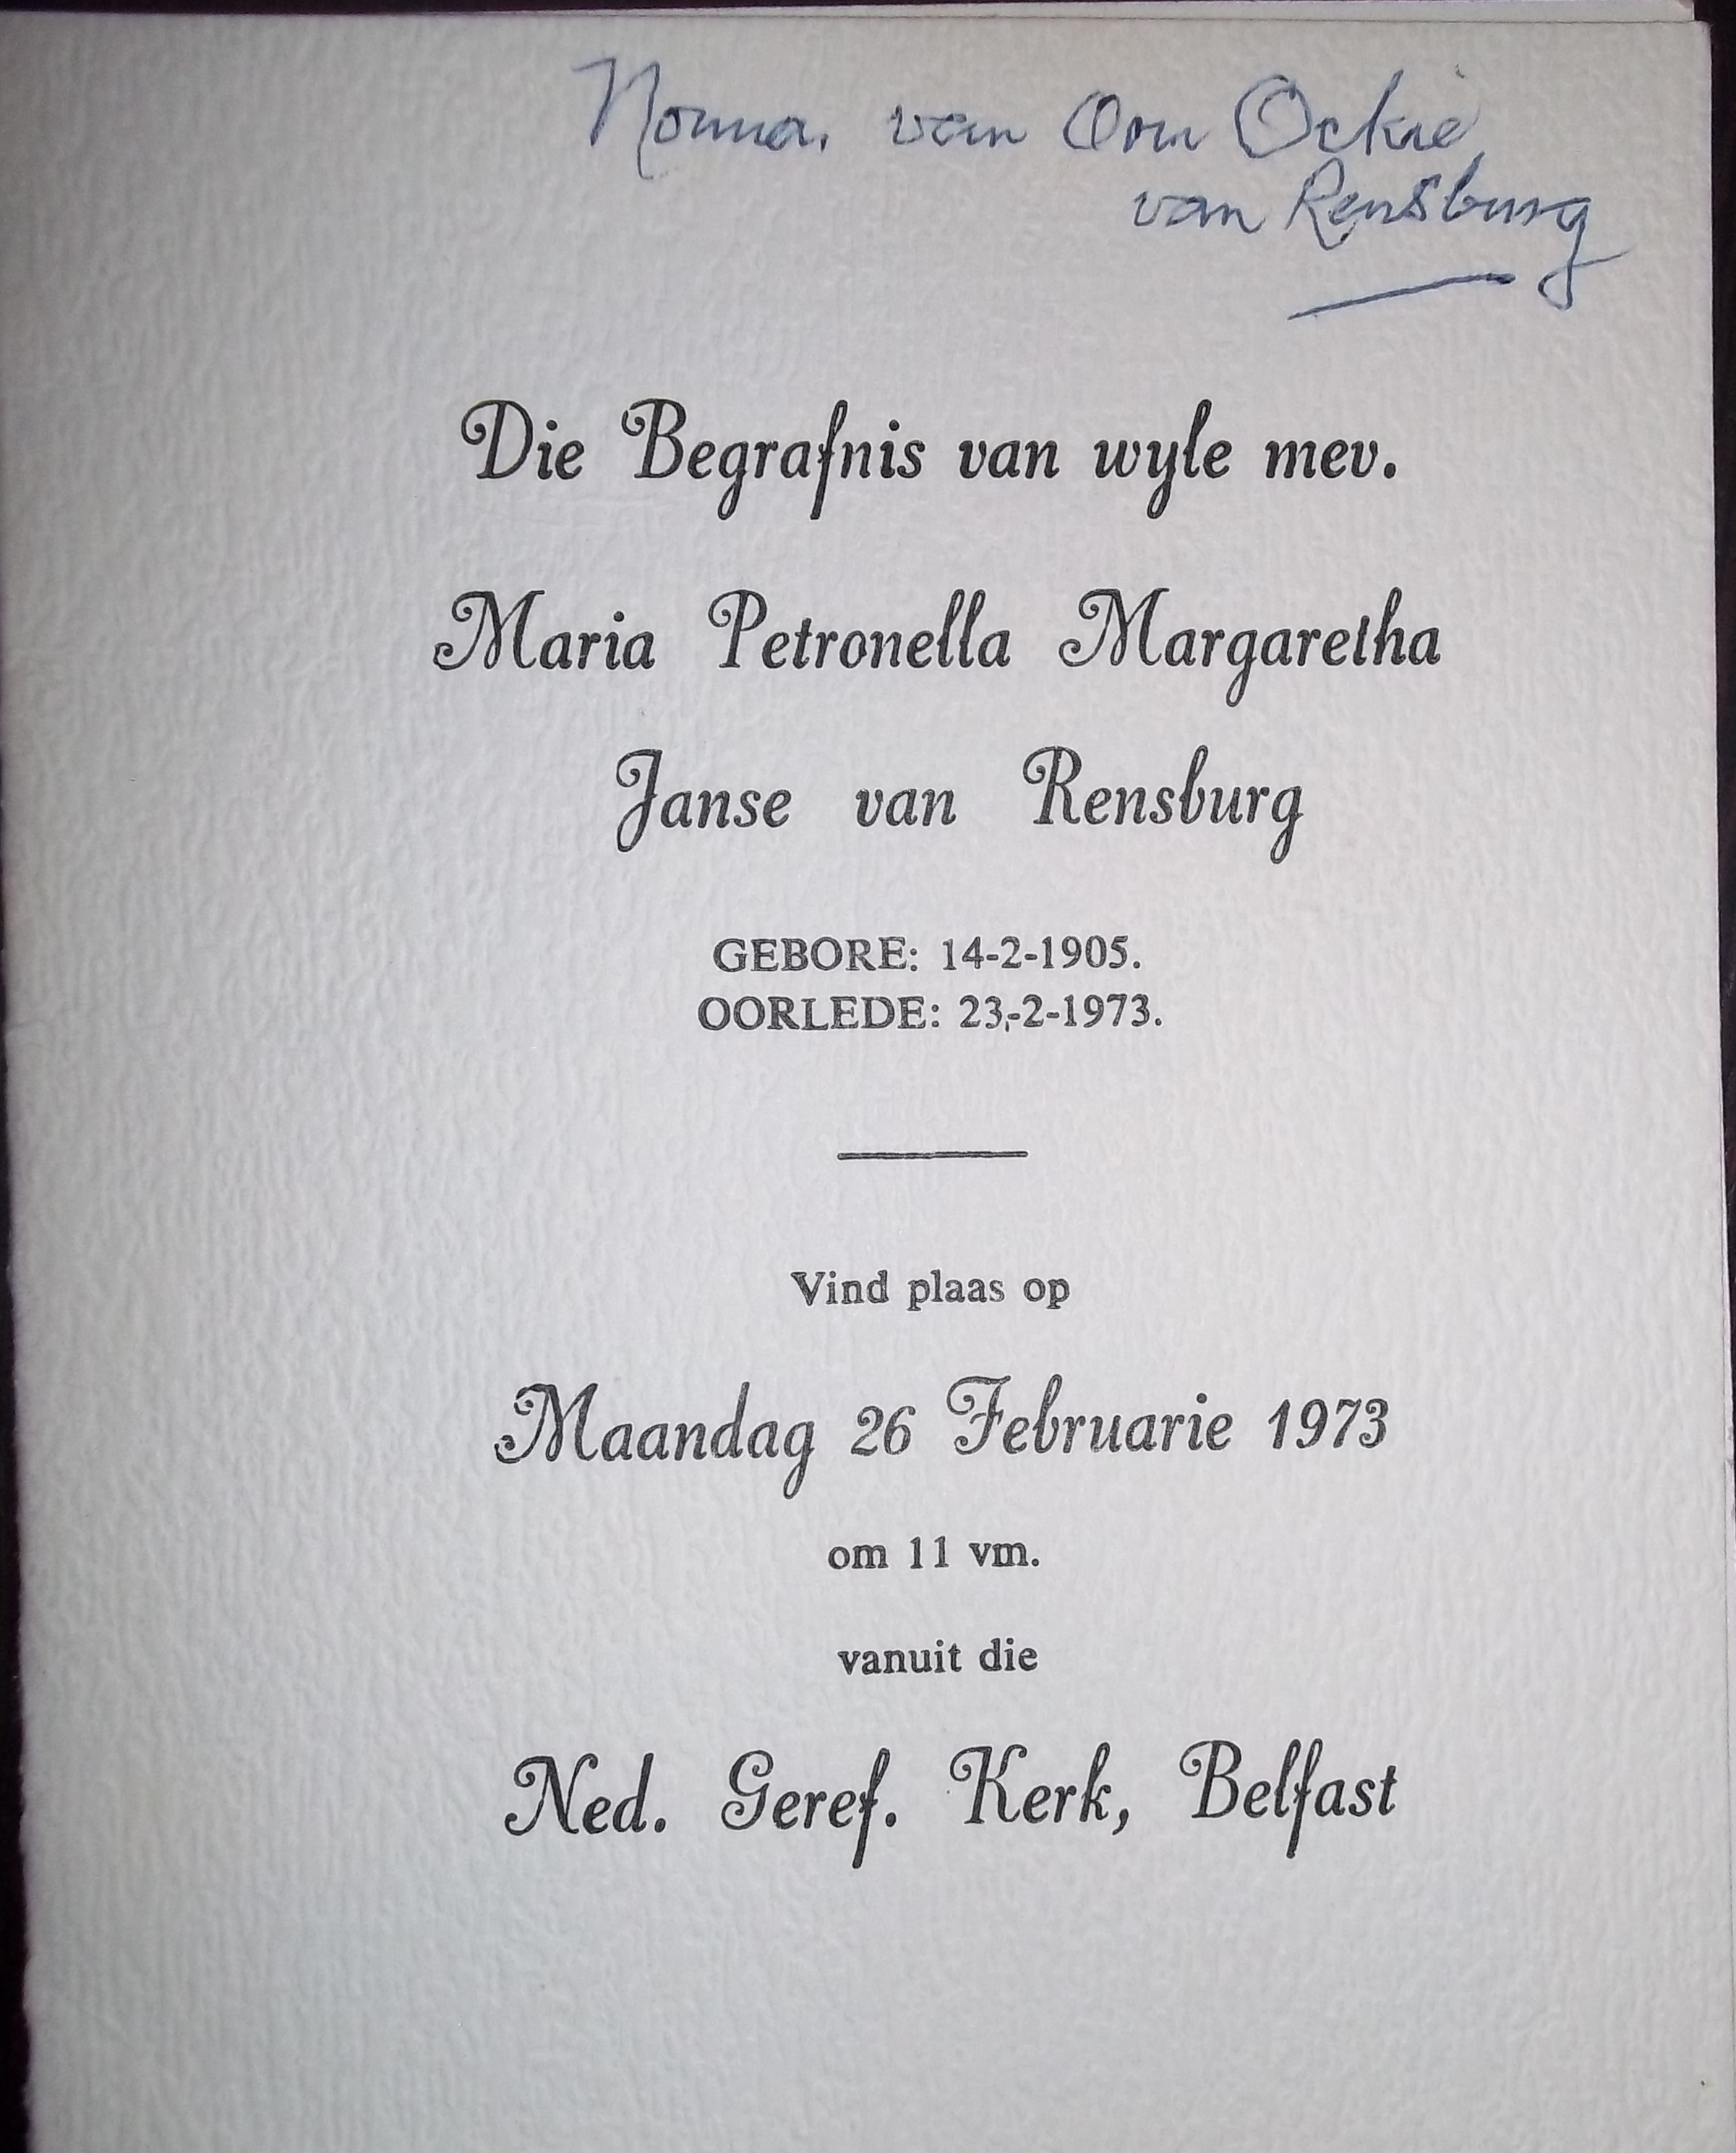 Nonna. van Oom Ockie
van Rensburg
Die Begrafnis van wyle mev.
Maria Petronella Margaretha
Janse van Rensburg
GEBORE: 14-2-1905.
OORLEDE: 23,-2-1973.
Vind plaas op
Maandag 26 Februarie 1973
om 11 vm.
vanuit die
Ned. Geref. Kerk, Belfast